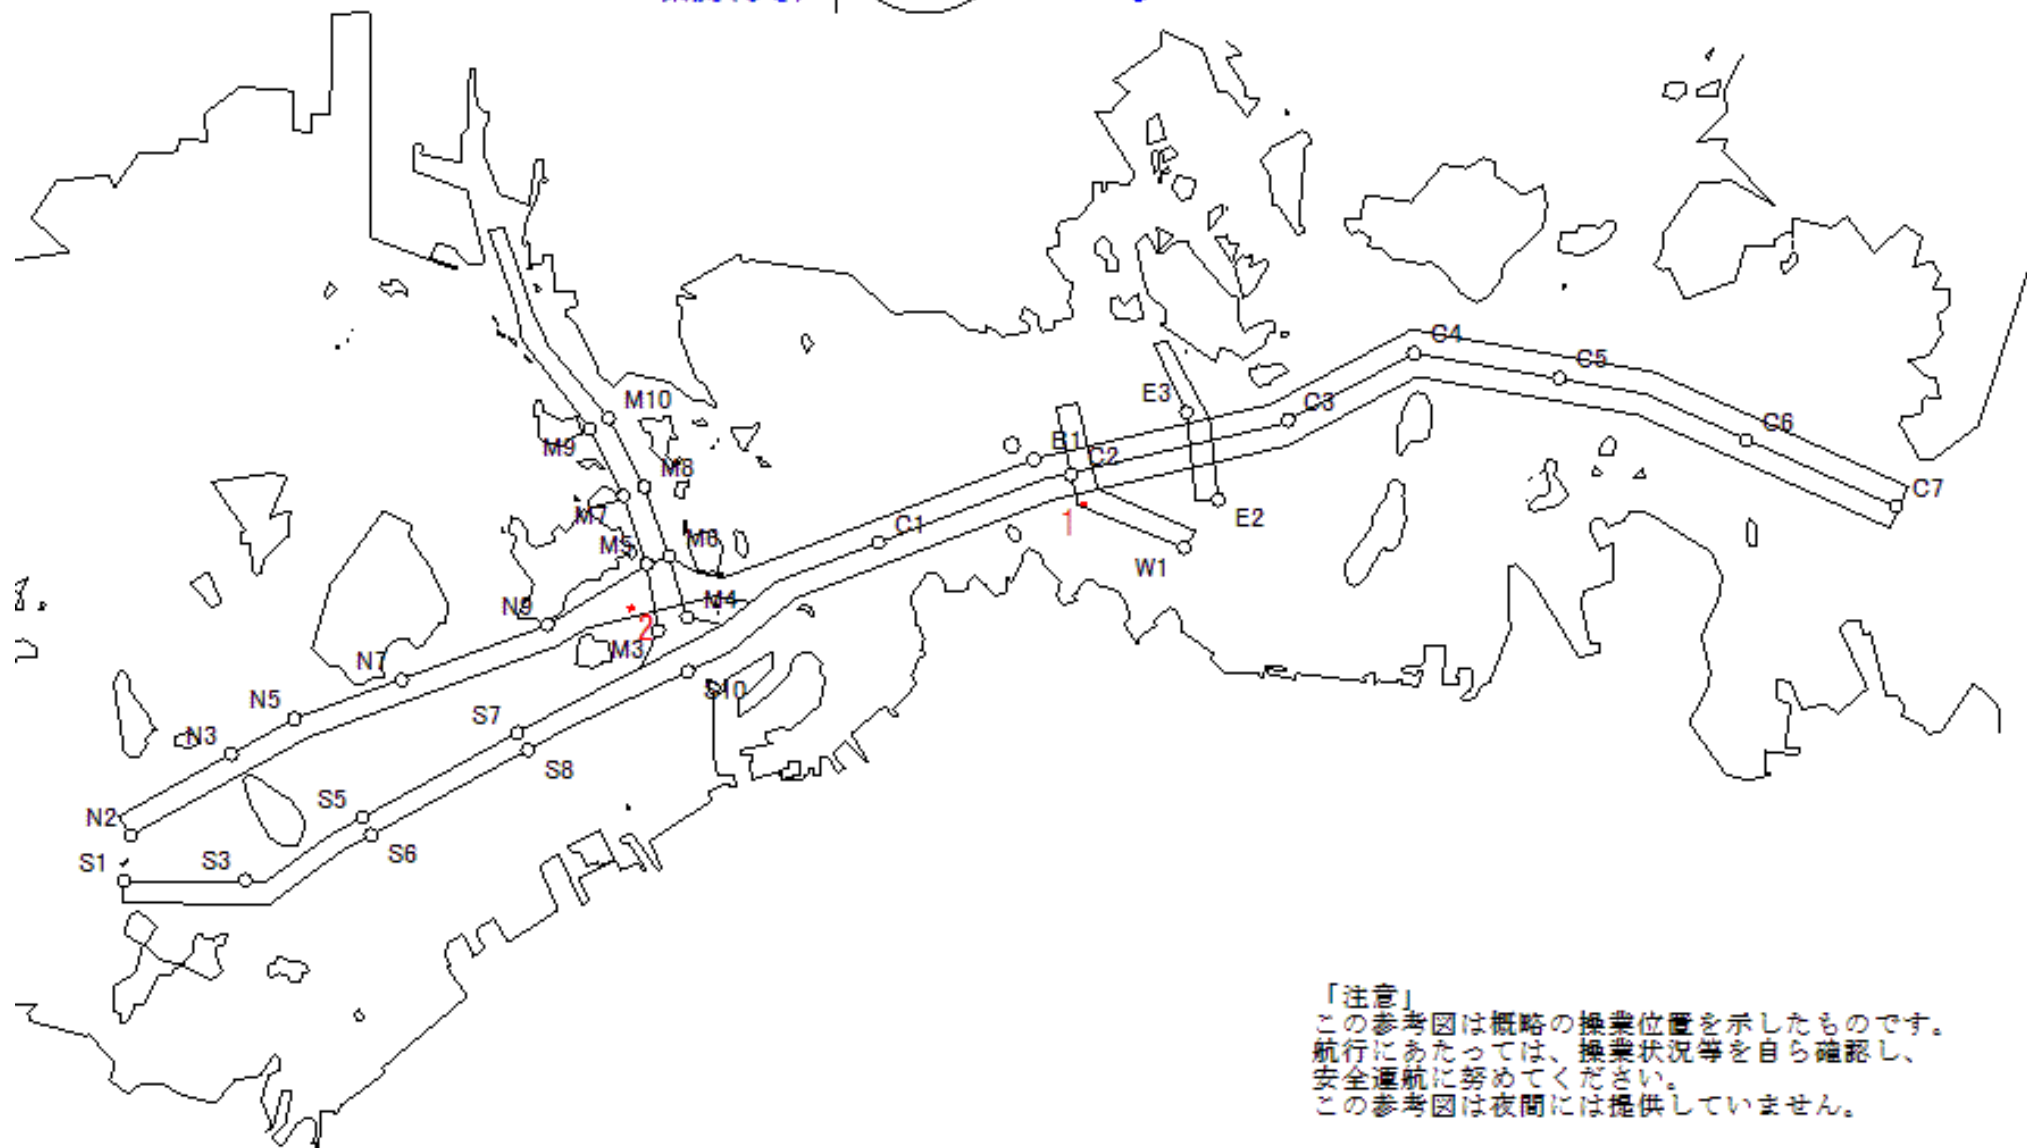 C4
C5
E3
M10
C3
C6
B1
M9
C2
M8
C7
M7
E2
1
C1
M6
M5
W1
N9
M4
2
M3
N7
S10
N5
S7
N3
S8
S5
N2
S6
S1
S3
「注意」
この参考図は概略の操業位置を示したものです。
航行にあたっては、操業状況等を自ら確認し、
安全運航に努めてください。
この参考図は夜間には提供していません。